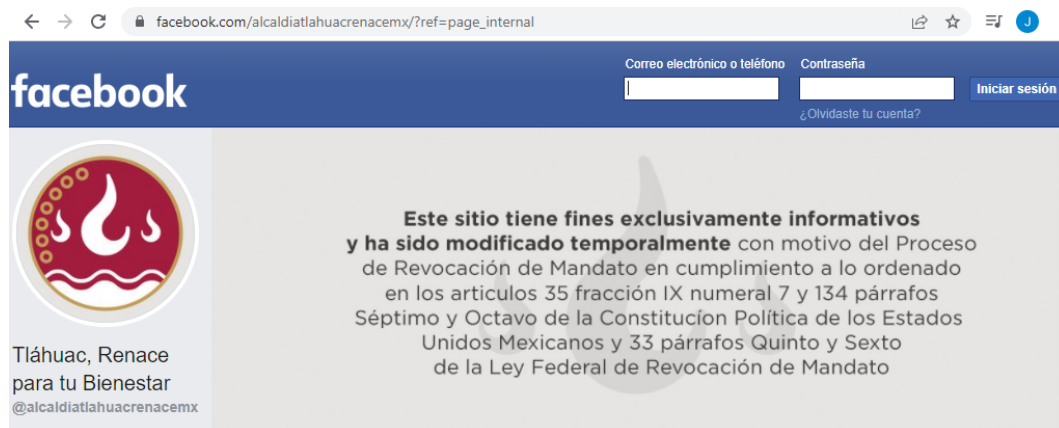 facebook.com/alcaldiatlahuacrenacemx/?ref=page_internal
J
facebook
Correo electrónico o teléfono
Contraseña
Iniciar sesión
¿Olvidaste tu cuenta?
Este sitio tiene fines exclusivamente informativos
y ha sido modificado temporalmente con motivo del Proceso
de Revocación de Mandato en cumplimiento a lo ordenado
en los articulos 35 fracción IX numeral 7 y 134 párrafos
Séptimo y Octavo de la Constitucíon Política de los Estados
Unidos Mexicanos y 33 párrafos Quinto y Sexto
de la Ley Federal de Revocación de Mandato
Tláhuac, Renace
para tu Bienestar
@alcaldiatlahuacrenacemx